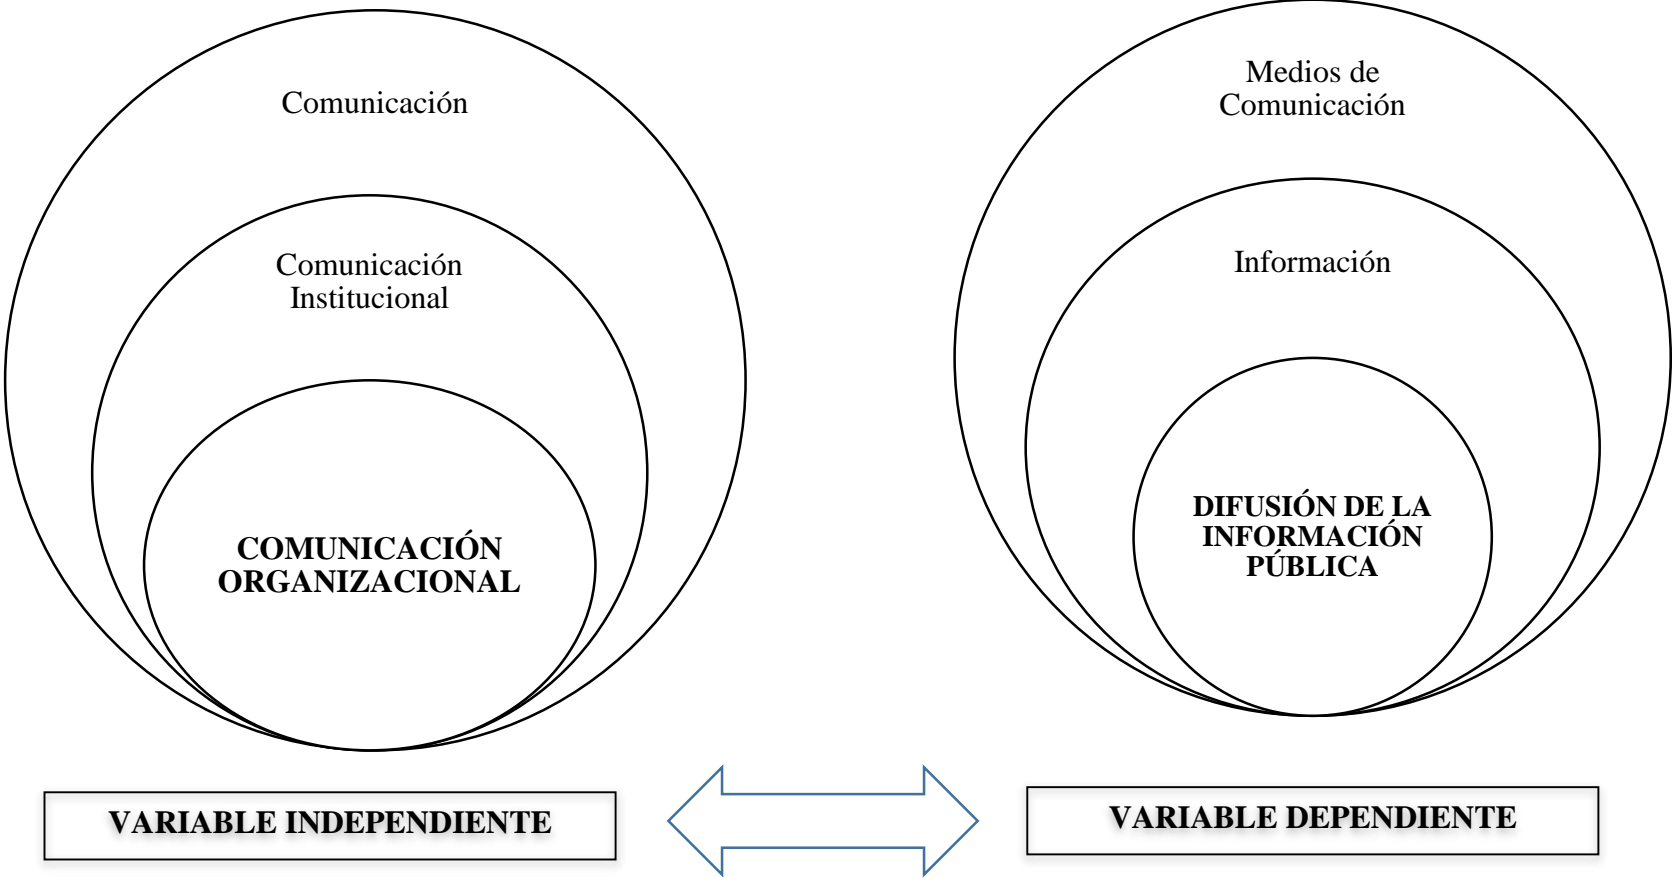 Comunicación
Comunicación
Institucional
COMUNICACIÓN
ORGANIZACIONAL
VARIABLE INDEPENDIENTE
Medios de
Comunicación
Información
DIFUSIÓN DE LA
INFORMACIÓN
PÚBLICA
VARIABLE DEPENDIENTE